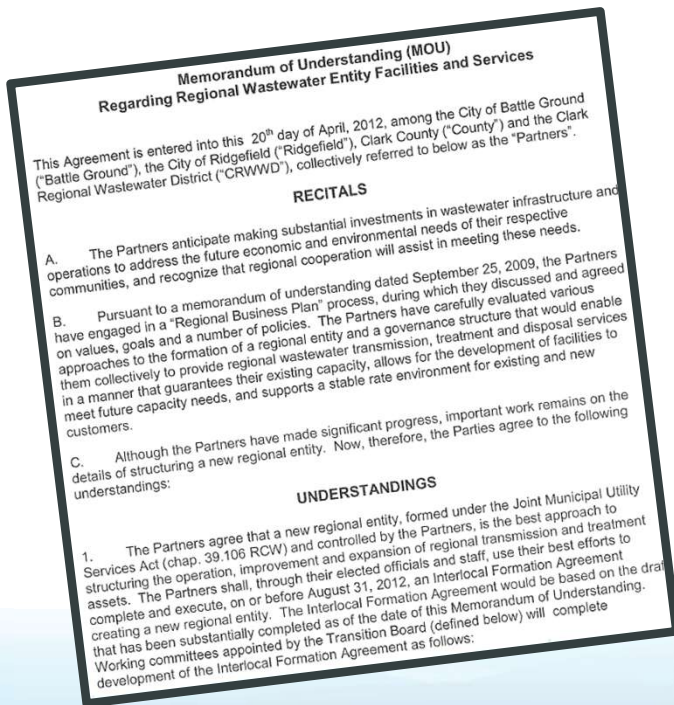 Memorandum of Understanding (MOU)
Regarding Regional Wastewater Entity Facilities and Services
This Agreement is entered into this 20th day of April, 2012, among the City of Battle Ground
("Battle Ground"), the City of Ridgefield ("Ridgefield"), Clark County ("County") and the Clark
Regional Wastewater District ("CRWWD"), collectively referred to below as the "Partners".
RECITALS
A. The Partners anticipate making substantial investments in wastewater infrastructure and
operations to address the future economic and environmental needs of their respective
communities, and recognize that regional cooperation will assist in meeting these needs.
B. Pursuant to a memorandum of understanding dated September 25, 2009, the Partners
have engaged in a "Regional Business Plan" process, during which they discussed and agreed
on values, goals and a number of policies. The Partners have carefully evaluated various
approaches to the formation of a regional entity and a governance structure that would enable
them collectively to provide regional wastewater transmission, treatment and disposal services
in a manner that guarantees their existing capacity, allows for the development of facilities to
meet future capacity needs, and supports a stable rate environment for existing and new
customers.
C. Although the Partners have made significant progress, important work remains on the
details of structuring a new regional entity. Now, therefore, the Parties agree to the following
understandings:
UNDERSTANDINGS
1. The Partners agree that a new regional entity, formed under the Joint Municipal Utility
Services Act (chap. 39.106 RCW) and controlled by the Partners, is the best approach to
structuring the operation, improvement and expansion of regional transmission and treatment
assets. The Partners shall, through their elected officials and staff, use their best efforts to
complete and execute, on or before August 31, 2012, an Interlocal Formation Agreement
creating a new regional entity. The Interlocal Formation Agreement would be based on the draf
that has been substantially completed as of the date of this Memorandum of Understanding.
Working committees appointed by the Transition Board (defined below) will complete
development of the Interlocal Formation Agreement as follows: